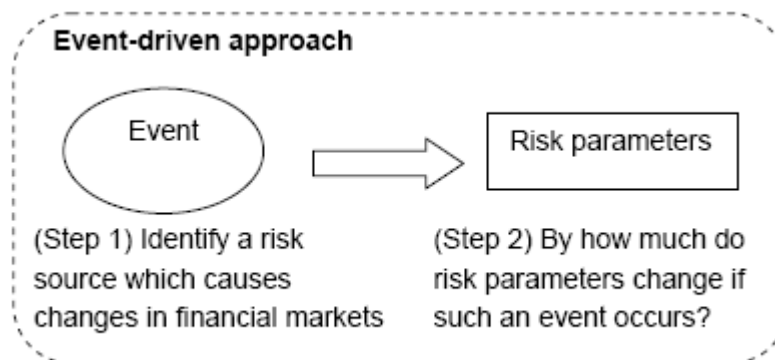 Event-driven approach
Event
Risk parameters
(Step 1) Identify a risk
source which causes
changes in financial markets
(Step 2) By how much do
risk parameters change if
such an event occurs?